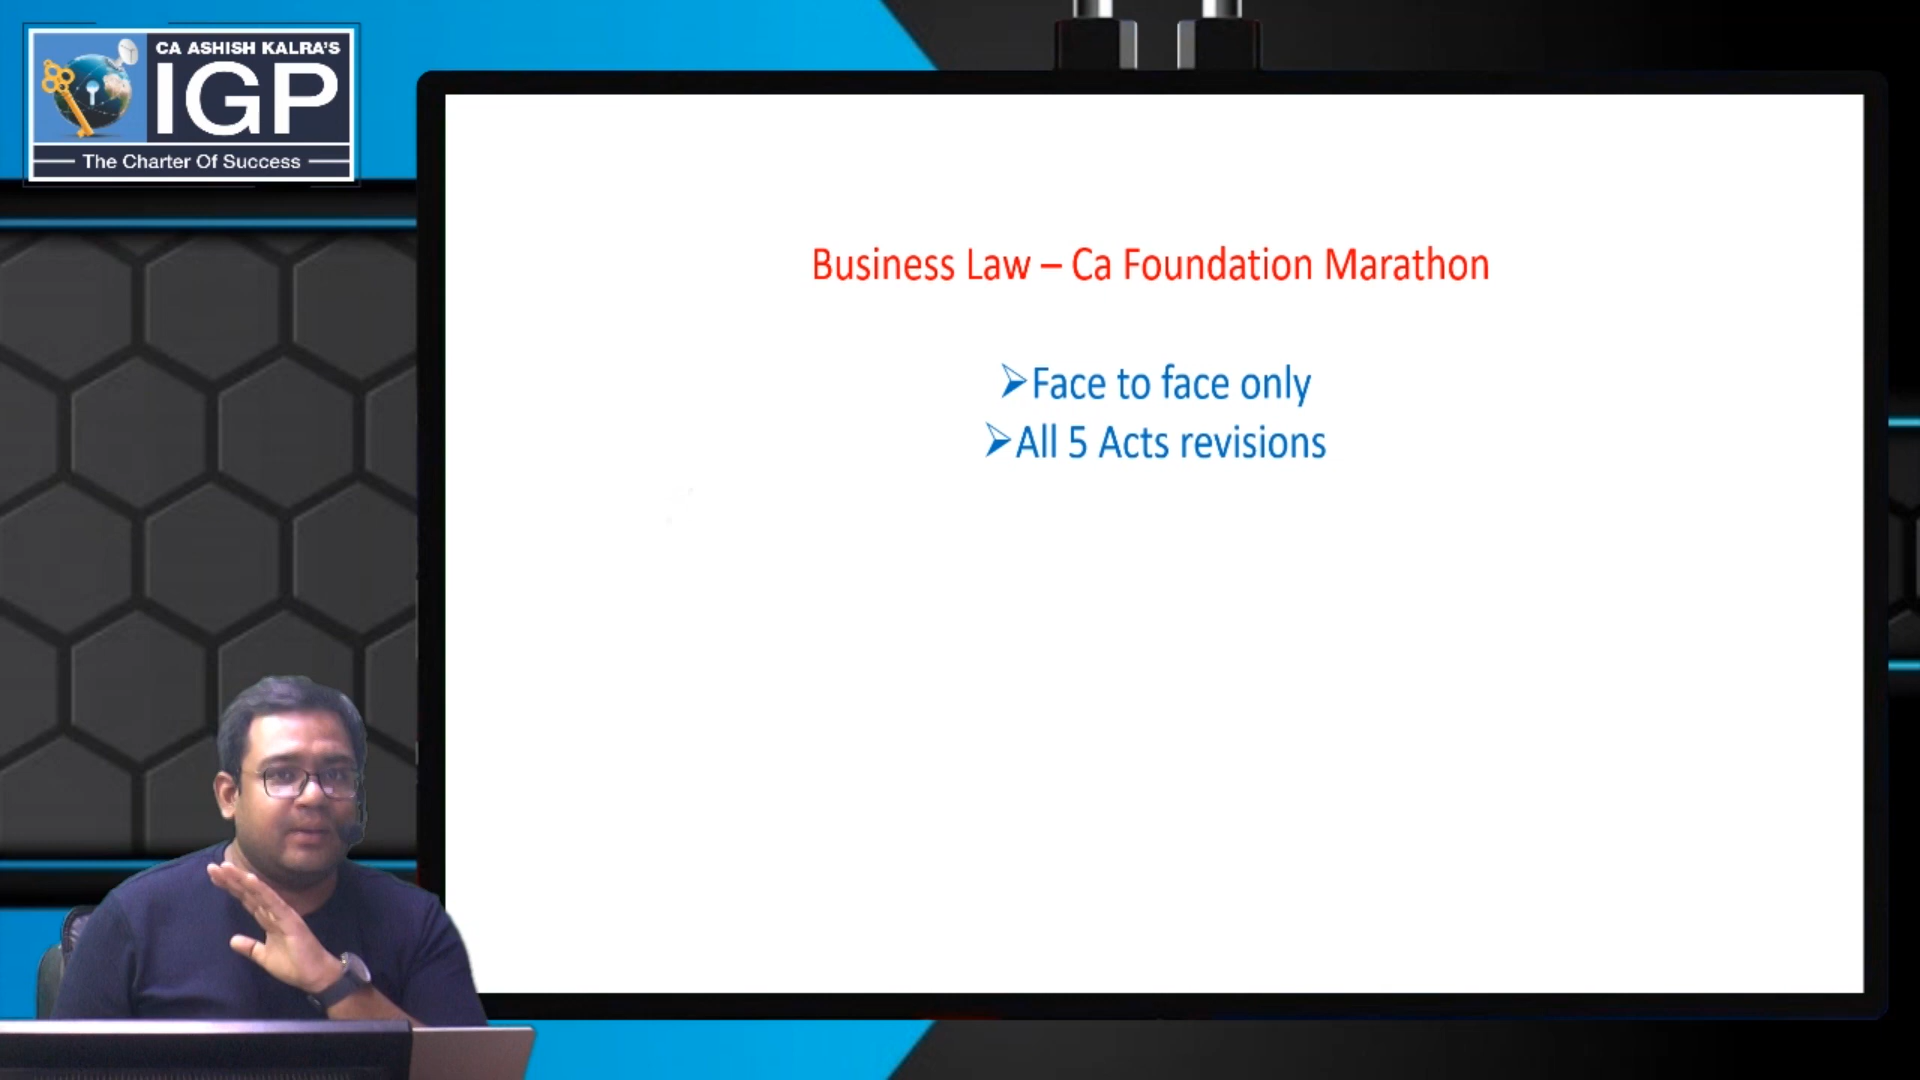 CA ASHISH KALRA'S
IGP
The Charter Of Success
Business Law – Ca Foundation Marathon
➢Face to face only
➢All 5 Acts revisions